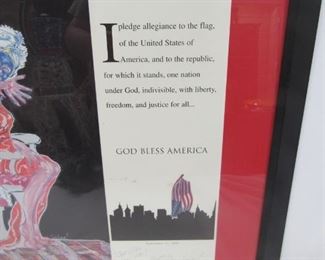 I pledge allegiance to the flag,
of the United States of
America, and to the republic,
for which it stands, one nation
under God, indivisible, with liberty,
freedom, and justice for all...
GOD BLESS AMERICA